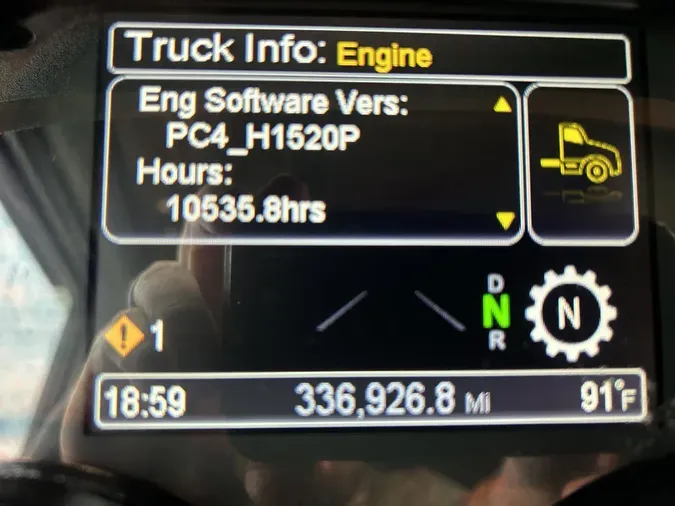 Truck Info: Engine
Eng Software Vers:
PC4_H1520P
Hours:
10535.8hrs
D
N
R
N
1
18:59
336,926.8 Mi
91°F